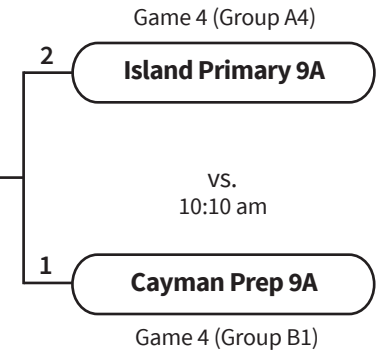 Game 4 (Group A4)
2
Island Primary 9A
vs.
10:10 am
1
Cayman Prep 9A
Game 4 (Group B1)